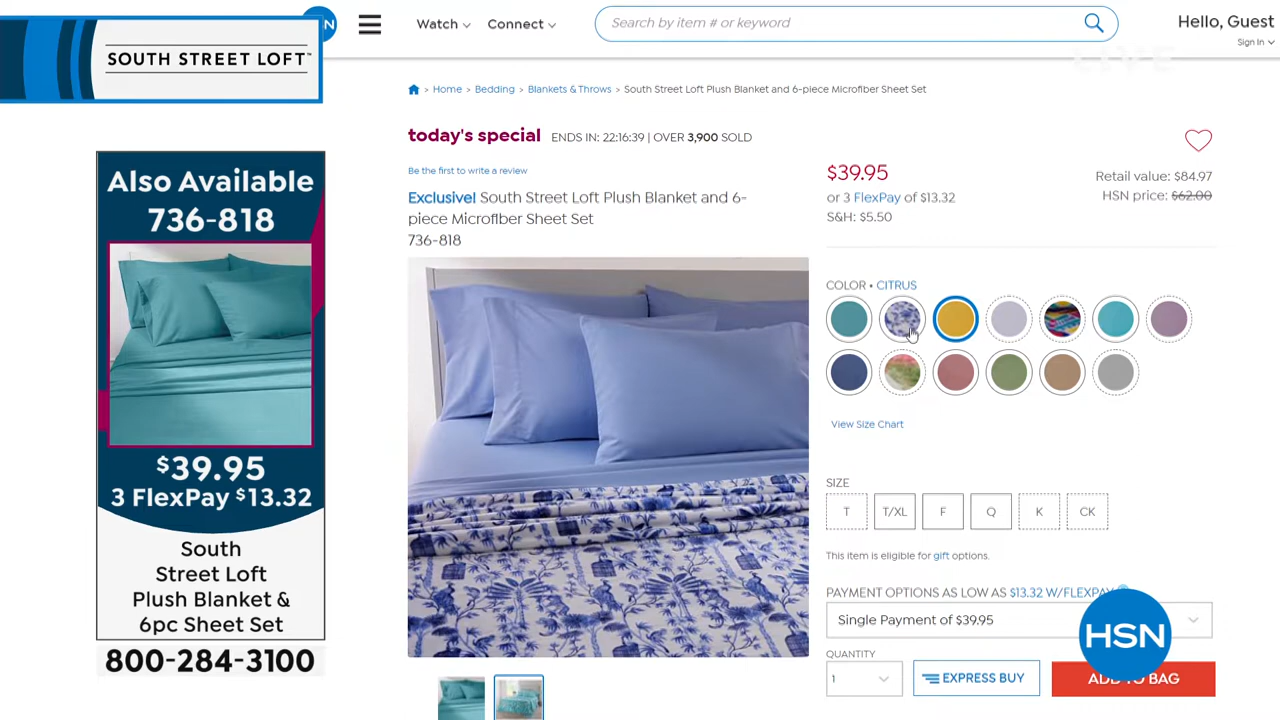 SOUTH STREET LOFT™
HSN
Watch
Connect
Search by item # or keyword
Hello, Guest
Sign In
LIVE
> Home > Bedding > Blankets & Throws > South Street Loft Plush Blanket and 6-piece Microfiber Sheet Set
today's special ENDS IN: 22:16:39 | OVER 3,900 SOLD
Be the first to write a review
Exclusive! South Street Loft Plush Blanket and 6-
piece Microfiber Sheet Set
736-818
$39.95
or 3 FlexPay of $13.32
S&H: $5.50
Retail value: $84.97
HSN price: $62.00
COLOR • CITRUS
View Size Chart
SIZE
T T/XL F Q K CK
This item is eligible for gift options.
PAYMENT OPTIONS AS LOW AS $13.32 W/FLEXPAY
Single Payment of $39.95
QUANTITY
1
EXPRESS BUY
ADD TO BAG
HSN
Also Available
736-818
$39.95
3 FlexPay $13.32
South
Street Loft
Plush Blanket &
6pc Sheet Set
800-284-3100